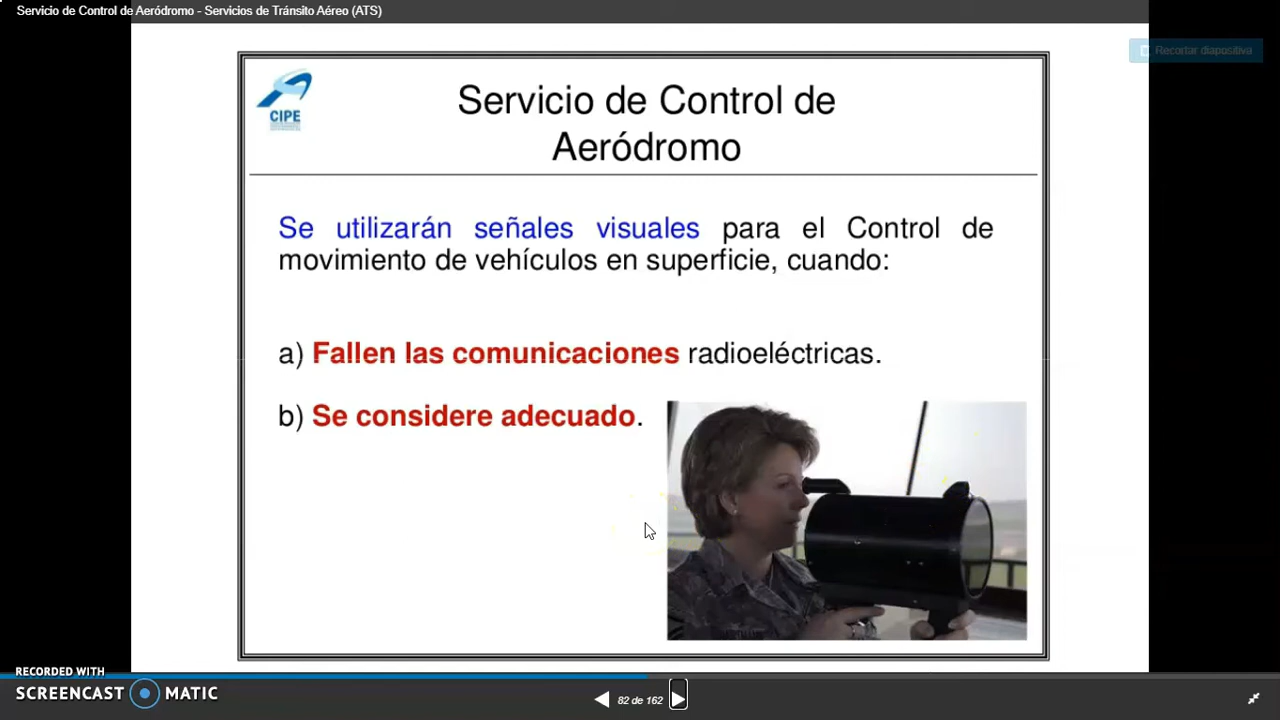 Servicio de Control de Aeródromo - Servicios de Tránsito Aéreo (ATS)
Recortar diapositiva
CIPE
Servicio de Control de
Aeródromo
Se utilizarán señales visuales para el Control de
movimiento de vehículos en superficie, cuando:
a) Fallen las comunicaciones radioeléctricas.
b) Se considere adecuado.
RECORDED WITH
SCREENCAST MATIC
82 de 162